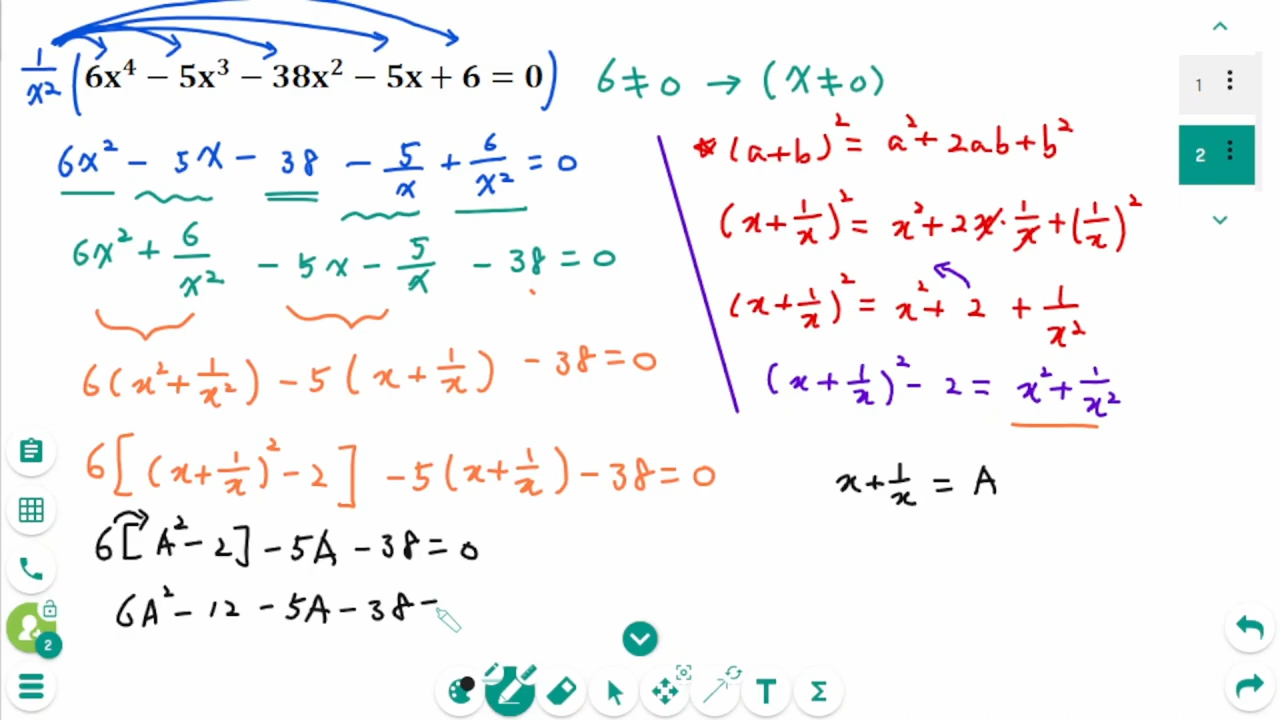 1/x² (6x⁴ − 5x³ − 38x² − 5x + 6 = 0)
6 ≠ 0 → (x ≠ 0)
6x² − 5x − 38 − 5/x + 6/x² = 0
6x² + 6/x² − 5x − 5/x − 38 = 0
6(x² + 1/x²) − 5(x + 1/x) − 38 = 0
6[(x + 1/x)² − 2] − 5(x + 1/x) − 38 = 0
6[A² − 2] − 5A − 38 = 0
6A² − 12 − 5A − 38 −
* (a+b)² = a² + 2ab + b²
(x + 1/x)² = x² + 2x · 1/x + (1/x)²
(x + 1/x)² = x² + 2 + 1/x²
(x + 1/x)² − 2 = x² + 1/x²
x + 1/x = A
1
2
2
T
Σ